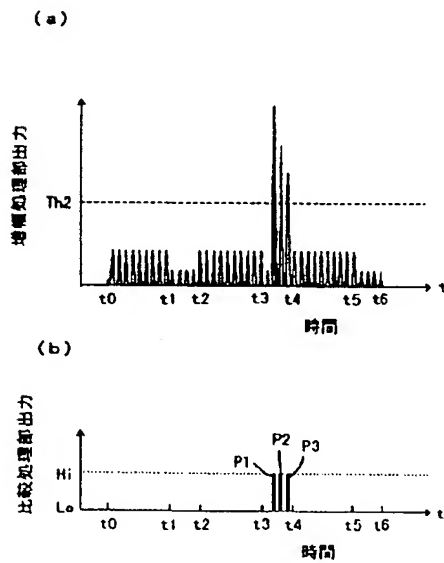 (a)
増幅処理部出力
Th2
t0 t1 t2 t3 t4 t5 t6 t
時間
(b)
比較処理部出力
P1 P2 P3
Hi
Lo
t0 t1 t2 t3 t4 t5 t6 t
時間